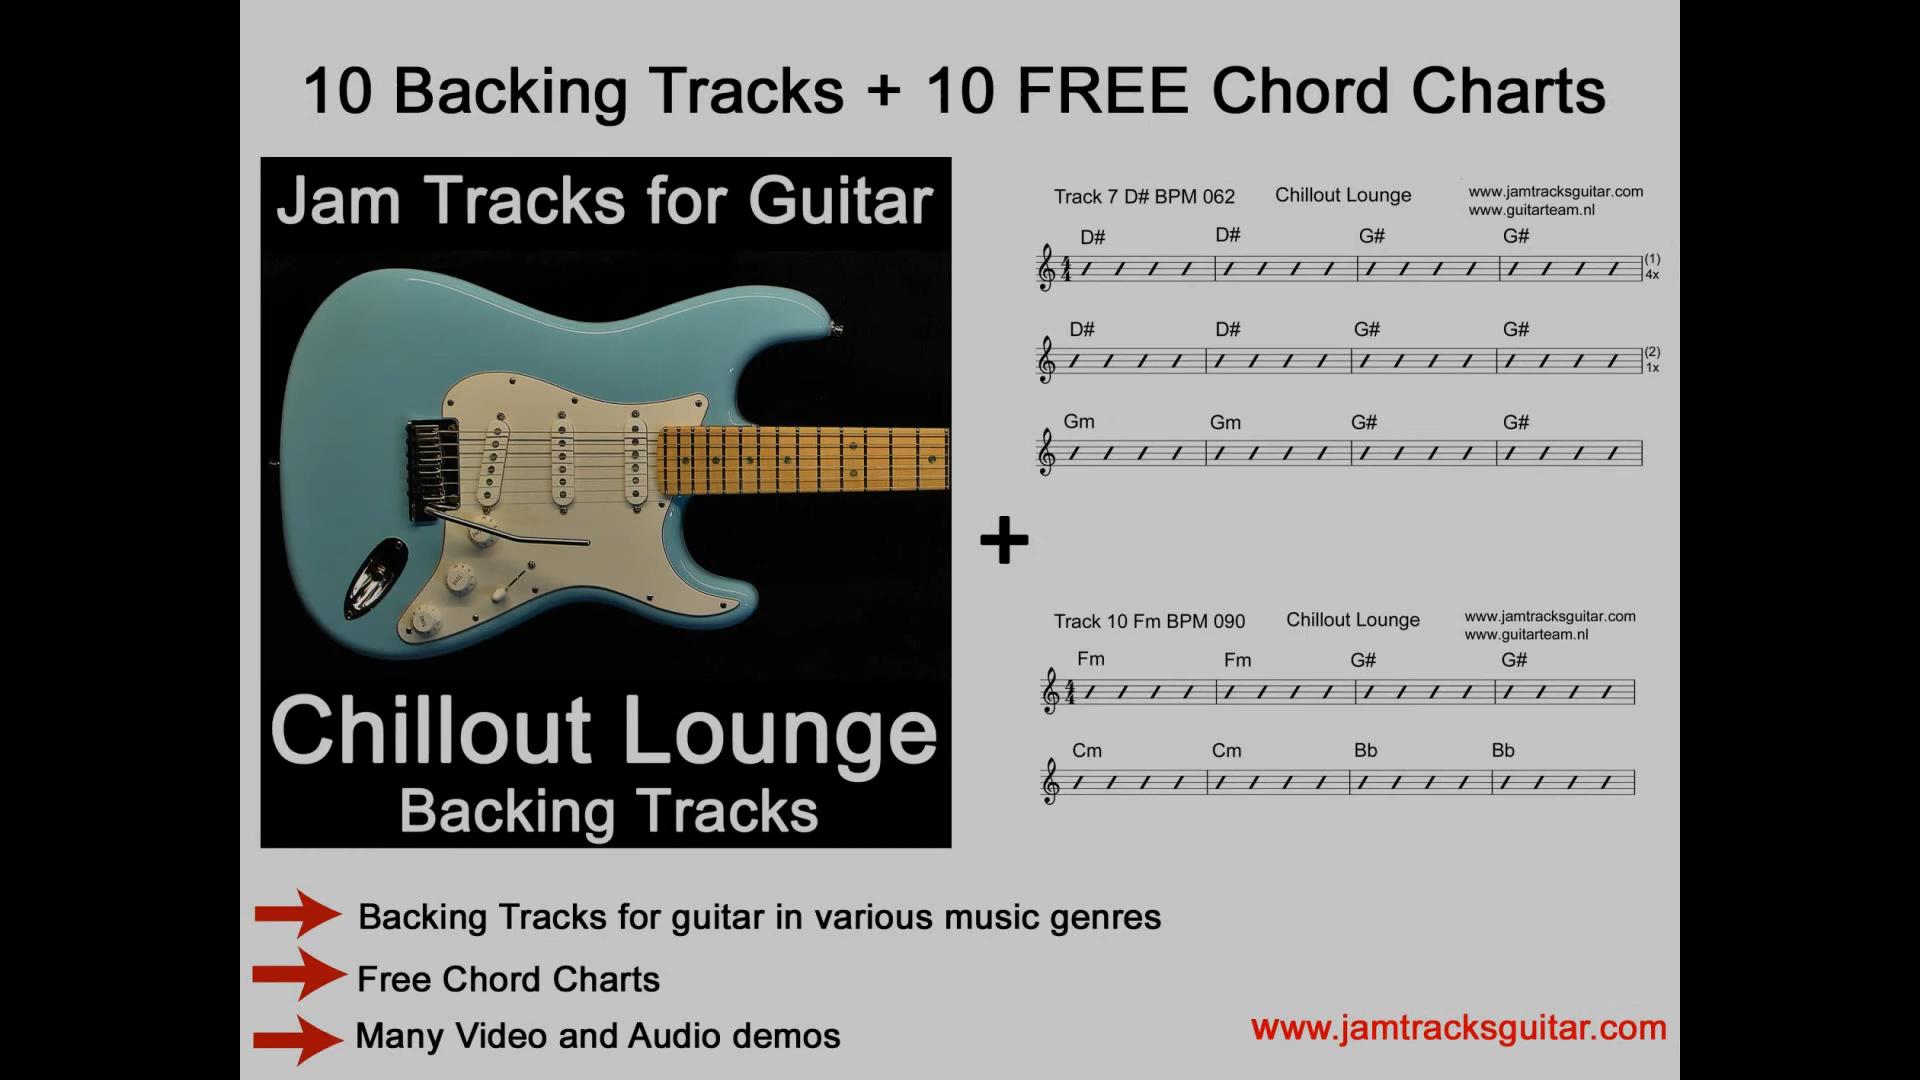 10 Backing Tracks + 10 FREE Chord Charts
Jam Tracks for Guitar
Chillout Lounge
Backing Tracks
+
Track 7 D# BPM 062 Chillout Lounge www.jamtracksguitar.com
www.guitarteam.nl
D# D# G# G#
(1)
4x
D# D# G# G#
(2)
1x
Gm Gm G# G#
Track 10 Fm BPM 090 Chillout Lounge www.jamtracksguitar.com
www.guitarteam.nl
Fm Fm G# G#
Cm Cm Bb Bb
Backing Tracks for guitar in various music genres
Free Chord Charts
Many Video and Audio demos
www.jamtracksguitar.com